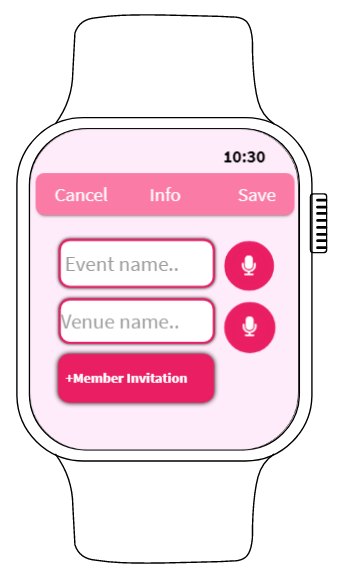 10:30
Cancel Info Save
Event name..
Venue name..
+Member Invitation